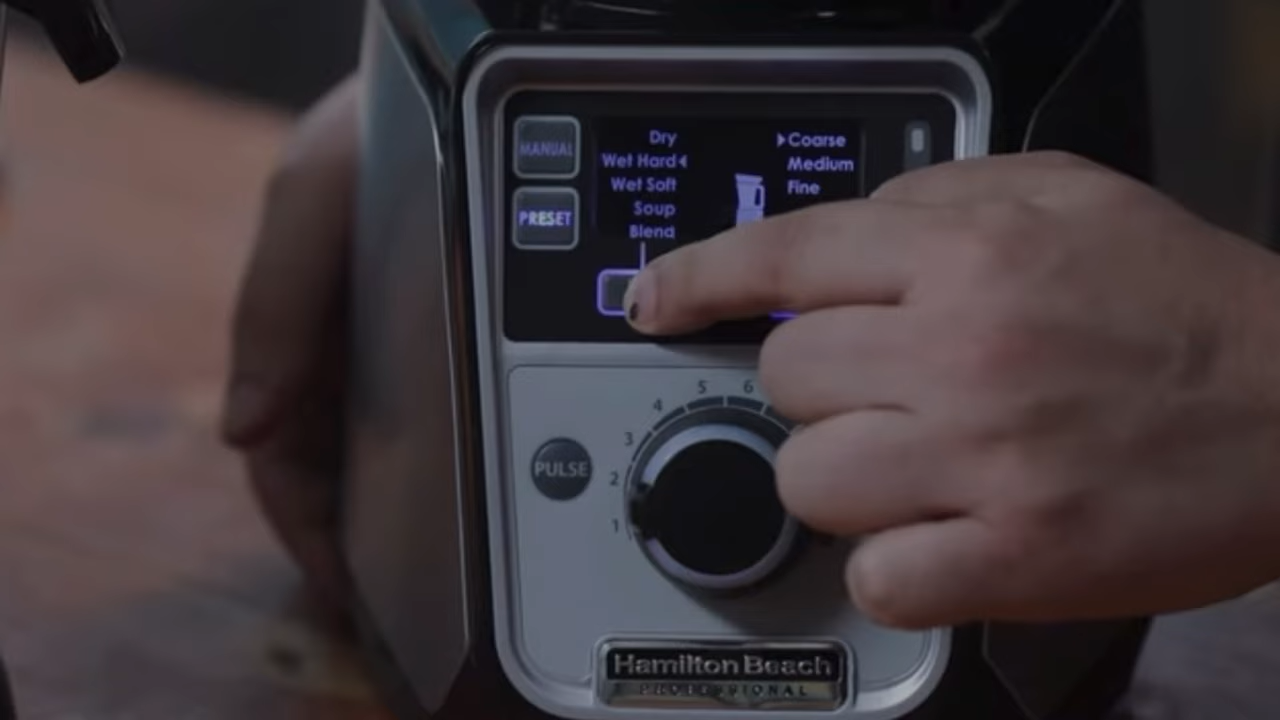 MANUAL
PRESET
Dry
Wet Hard
Wet Soft
Soup
Blend
Coarse
Medium
Fine
PULSE
1
2
3
4
5
6
Hamilton Beach
PROFESSIONAL